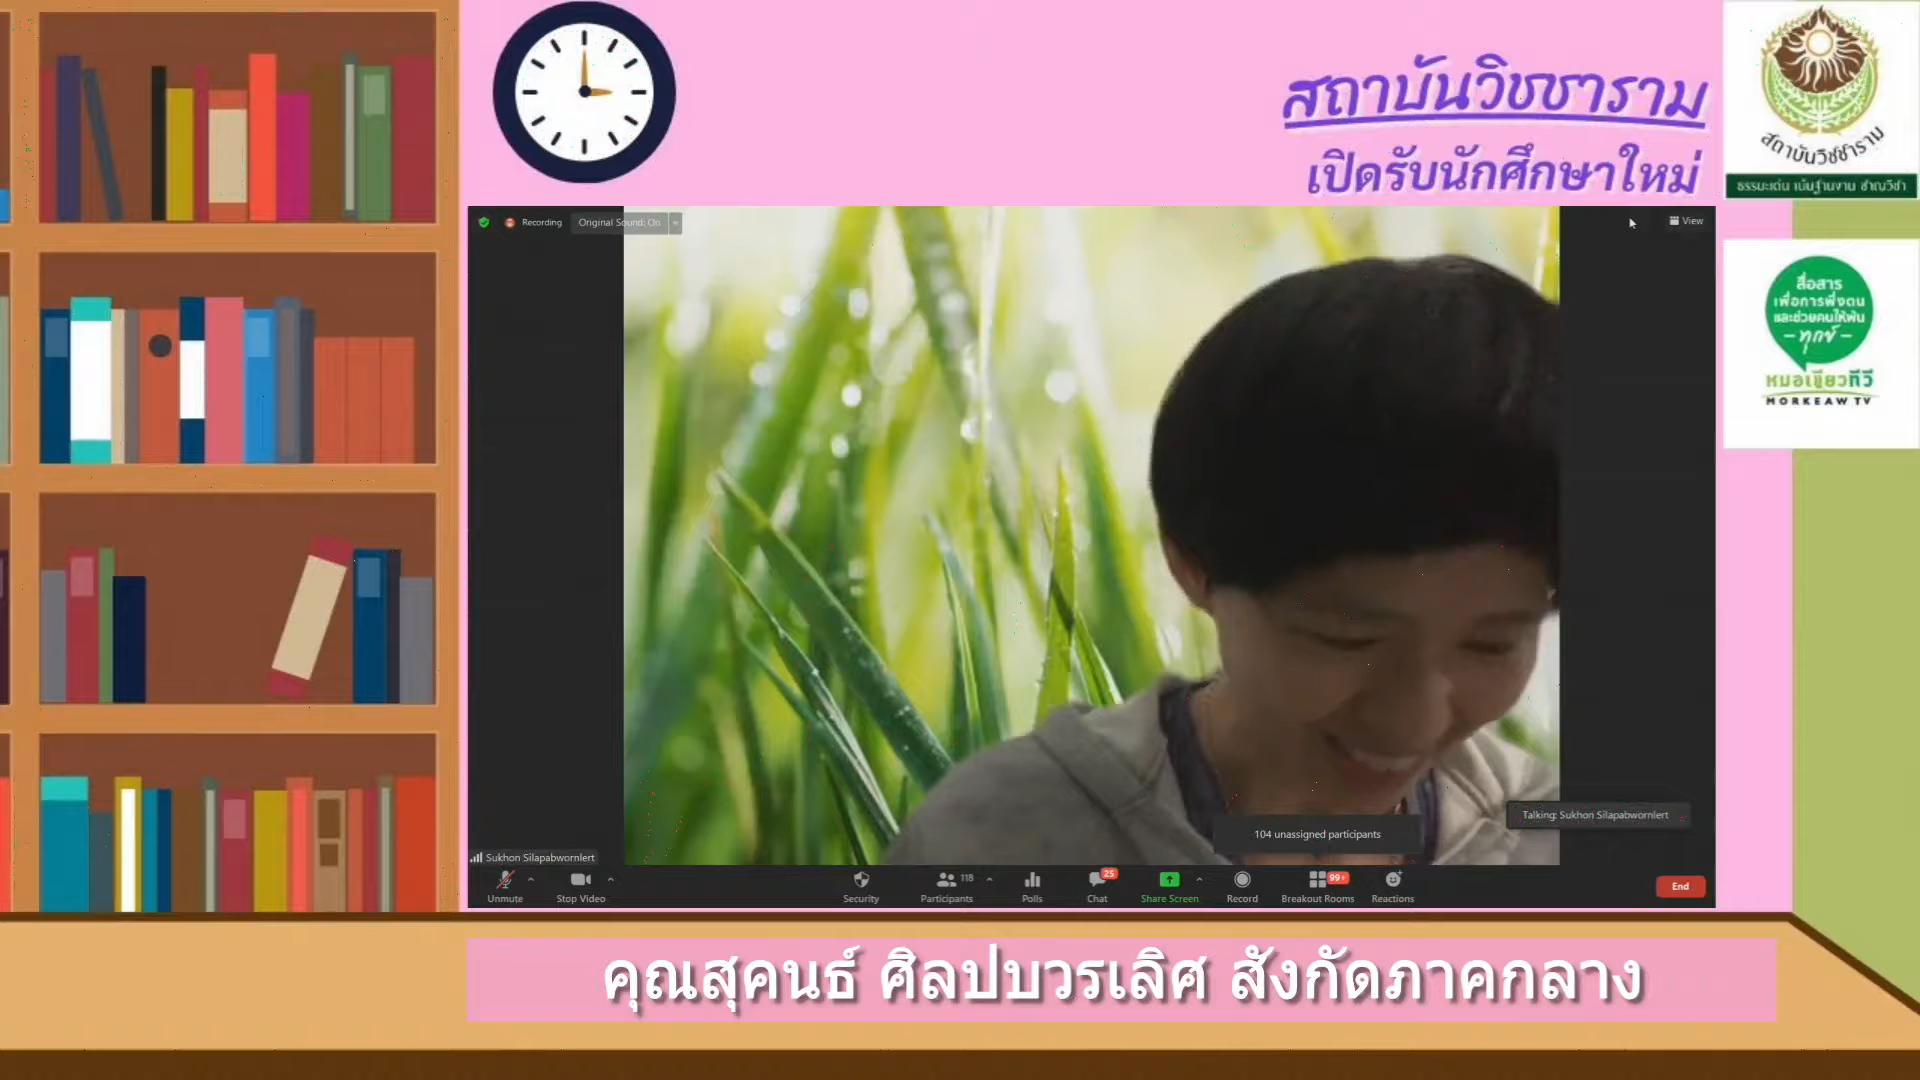 สถาบันวิชชาราม
เปิดรับนักศึกษาใหม่
สถาบันวิชชาราม
ธรรมะเด่น เน้นฐานงาน ชำนาญวิชา
Recording
Original Sound: On
View
สื่อสาร
เพื่อการพึ่งตน
และช่วยคนให้พ้น
- ทุกข์ -
หมอเขียวทีวี
MORKEAW TV
Talking: Sukhon Silapabwornlert
104 unassigned participants
Sukhon Silapabwornlert
118
25
99+
Unmute
Stop Video
Security
Participants
Polls
Chat
Share Screen
Record
Breakout Rooms
Reactions
End
คุณสุคนธ์ ศิลปบวรเลิศ สังกัดภาคกลาง